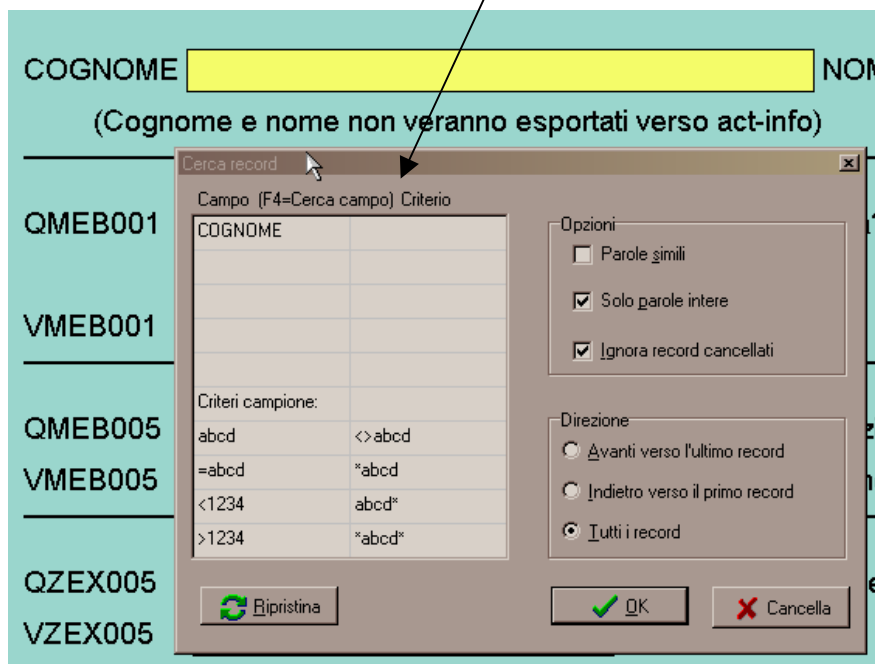 COGNOME
(Cognome e nome non veranno esportati verso act-info)
QMEB001
VMEB001
QMEB005
VMEB005
QZEX005
VZEX005
Cerca record
Campo (F4=Cerca campo) Criterio
COGNOME
Criteri campione:
abcd <>abcd
=abcd *abcd
<1234 abcd*
>1234 *abcd*
Opzioni
Parole simili
Solo parole intere
Ignora record cancellati
Direzione
Avanti verso l'ultimo record
Indietro verso il primo record
Tutti i record
Ripristina
OK
Cancella